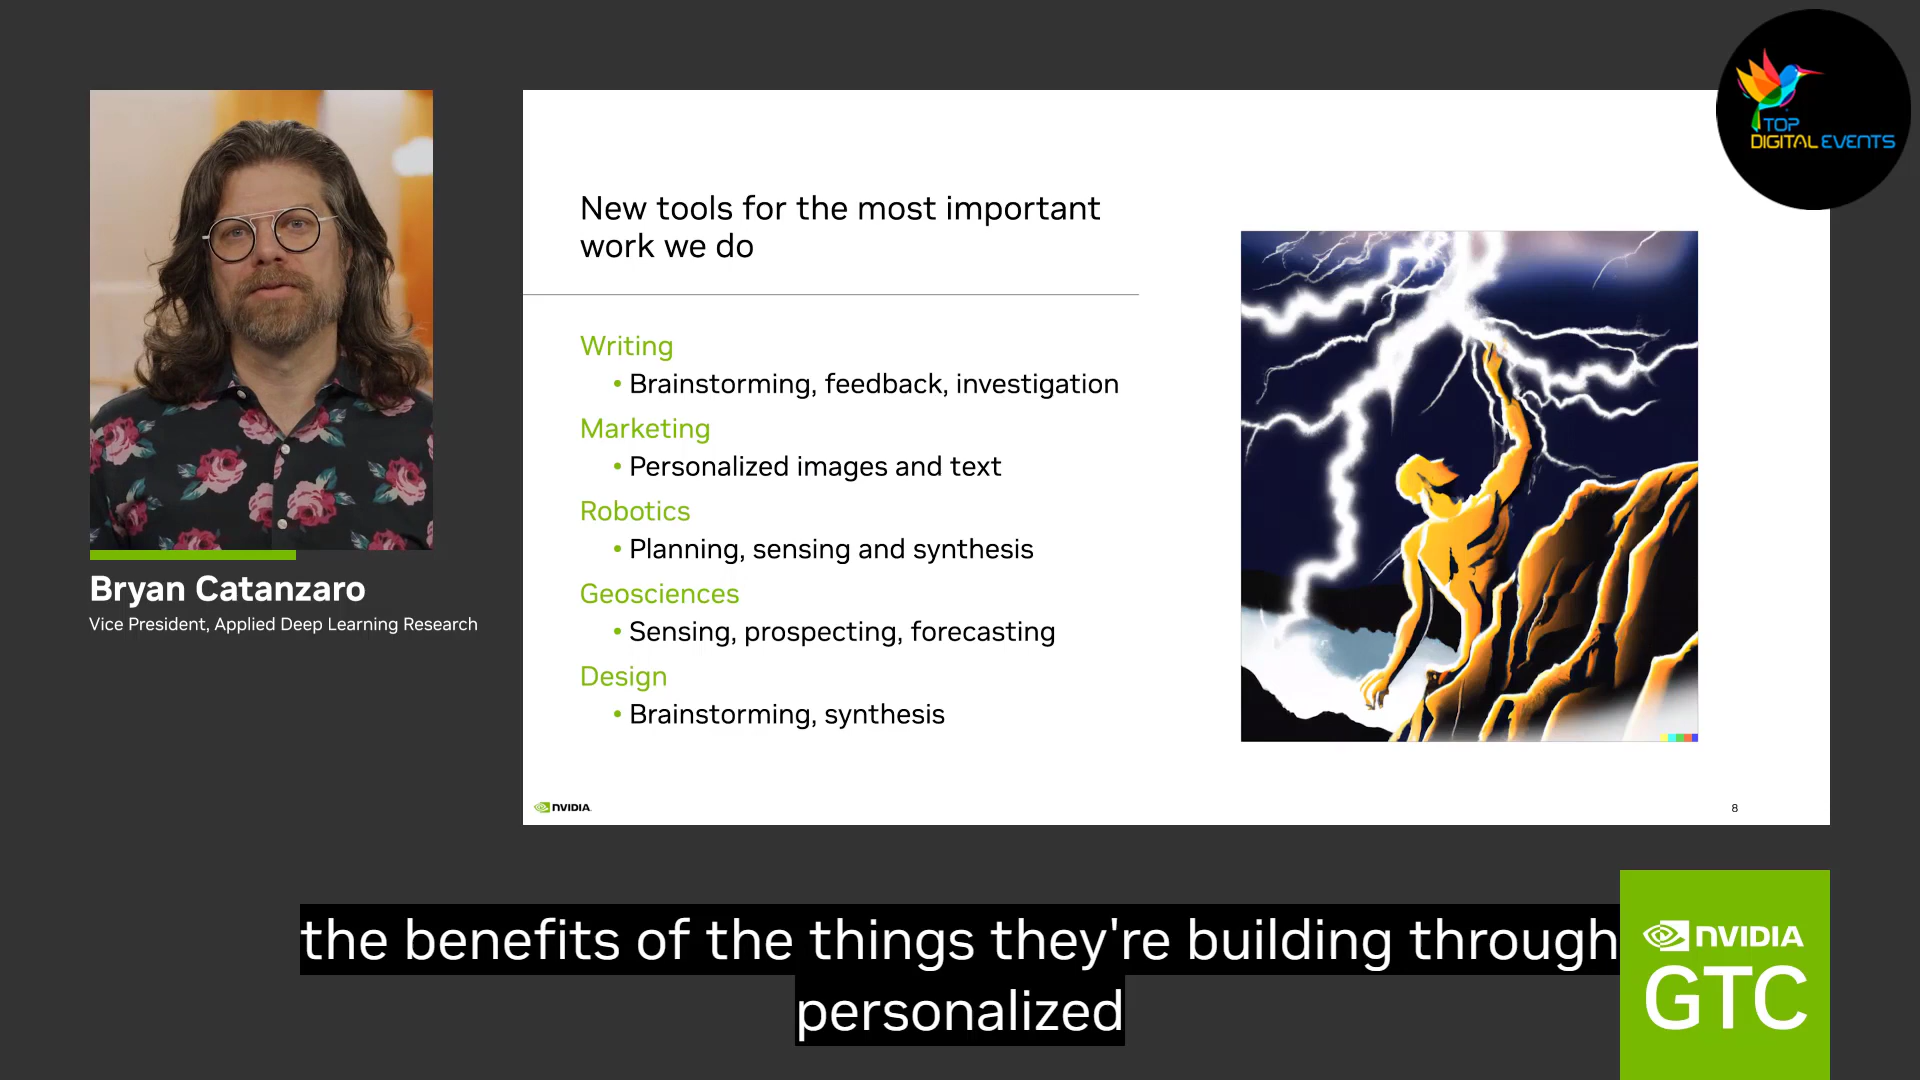 TOP
DIGITAL EVENTS
New tools for the most important
work we do
Writing
• Brainstorming, feedback, investigation
Marketing
• Personalized images and text
Robotics
• Planning, sensing and synthesis
Geosciences
• Sensing, prospecting, forecasting
Design
• Brainstorming, synthesis
NVIDIA.
8
Bryan Catanzaro
Vice President, Applied Deep Learning Research
the benefits of the things they're building through
personalized
NVIDIA
GTC